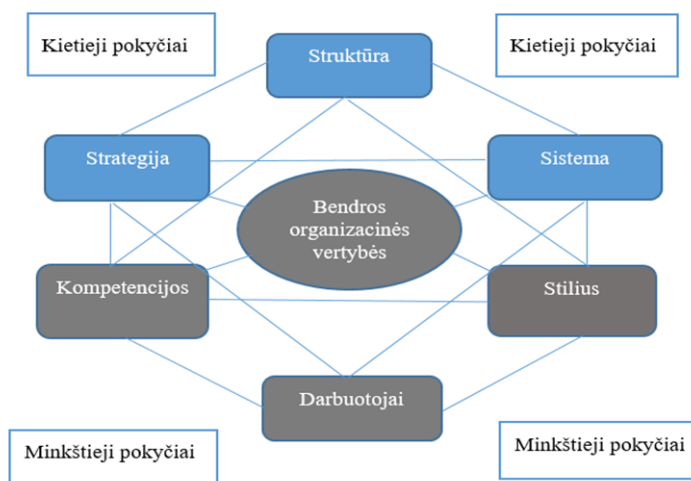 Kietieji pokyčiai
Struktūra
Kietieji pokyčiai
Strategija
Sistema
Bendros
organizacinės
vertybės
Kompetencijos
Stilius
Darbuotojai
Minkštieji pokyčiai
Minkštieji pokyčiai